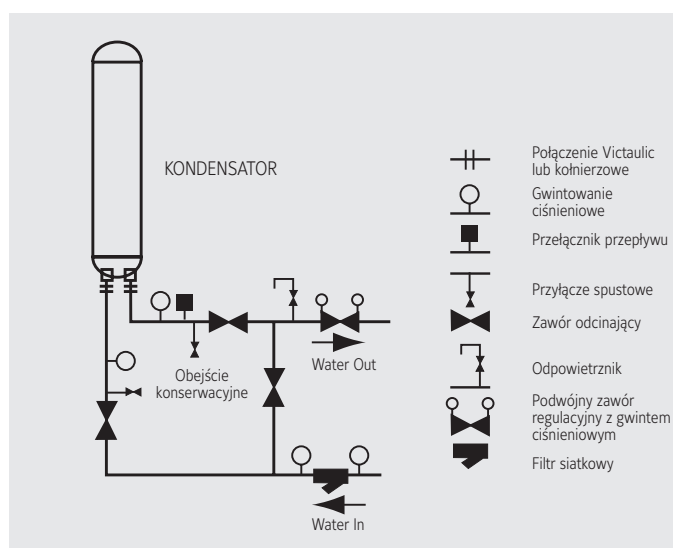 KONDENSATOR
Obejście
konserwacyjne
Water Out
Water In
Połączenie Victaulic
lub kołnierzowe
Gwintowanie
ciśnieniowe
Przełącznik przepływu
Przyłącze spustowe
Zawór odcinający
Odpowietrznik
Podwójny zawór
regulacyjny z gwintem
ciśnieniowym
Filtr siatkowy